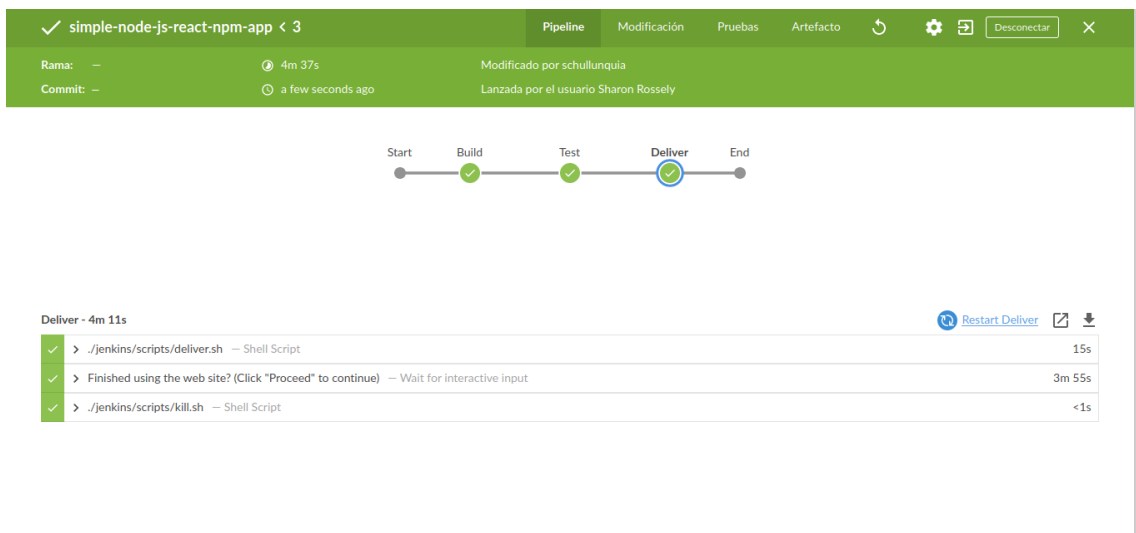 simple-node-js-react-npm-app < 3 Pipeline Modificación Pruebas Artefacto Desconectar
Rama: — 4m 37s Modificado por schullunquia
Commit: — a few seconds ago Lanzada por el usuario Sharon Rossely
Start Build Test Deliver End
Deliver - 4m 11s Restart Deliver
./jenkins/scripts/deliver.sh — Shell Script 15s
Finished using the web site? (Click "Proceed" to continue) — Wait for interactive input 3m 55s
./jenkins/scripts/kill.sh — Shell Script <1s